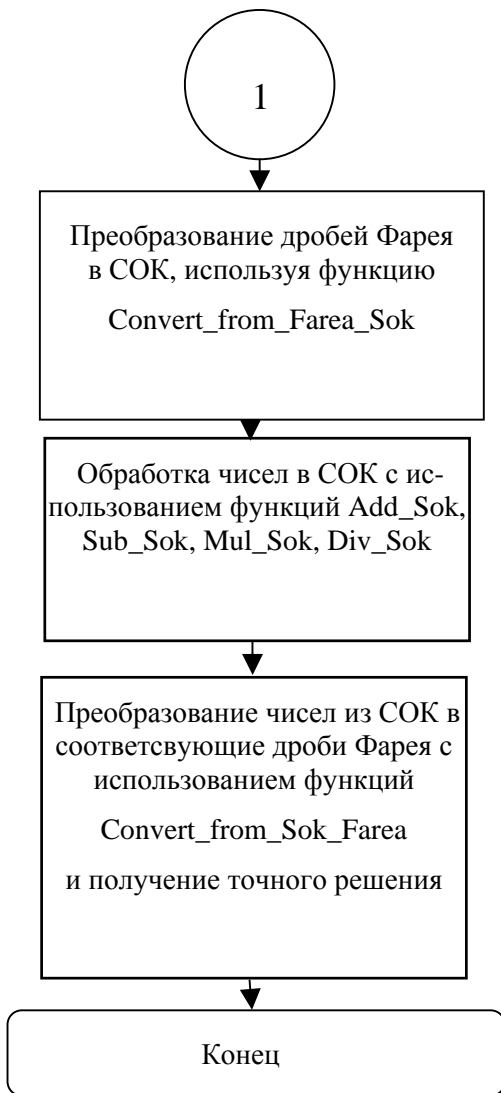 1
Преобразование дробей Фарея
в СОК, используя функцию
Convert_from_Farea_Sok
Обработка чисел в СОК с ис-
пользованием функций Add_Sok,
Sub_Sok, Mul_Sok, Div_Sok
Преобразование чисел из СОК в
соответсвующие дроби Фарея с
использованием функций
Convert_from_Sok_Farea
и получение точного решения
Конец